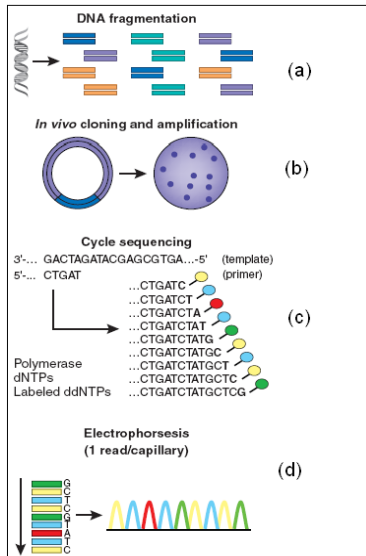 DNA fragmentation
(a)
In vivo cloning and amplification
(b)
Cycle sequencing
3'-... GACTAGATACGAGCGTGA...-5' (template)
5'-... CTGAT (primer)
...CTGATC
...CTGATCT
...CTGATCTA
...CTGATCTAT
...CTGATCTATG
(c)
...CTGATCTATGC
Polymerase ...CTGATCTATGCT
dNTPs ...CTGATCTATGCTC
Labeled ddNTPs ...CTGATCTATGCTCG
Electrophorsesis
(1 read/capillary)
(d)
G
C
T
C
G
T
A
T
C